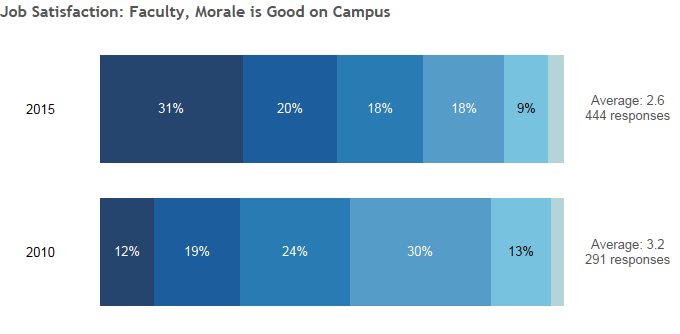 Job Satisfaction: Faculty, Morale is Good on Campus
2015
31%
20%
18%
18%
9%
Average: 2.6
444 responses
2010
12%
19%
24%
30%
13%
Average: 3.2
291 responses